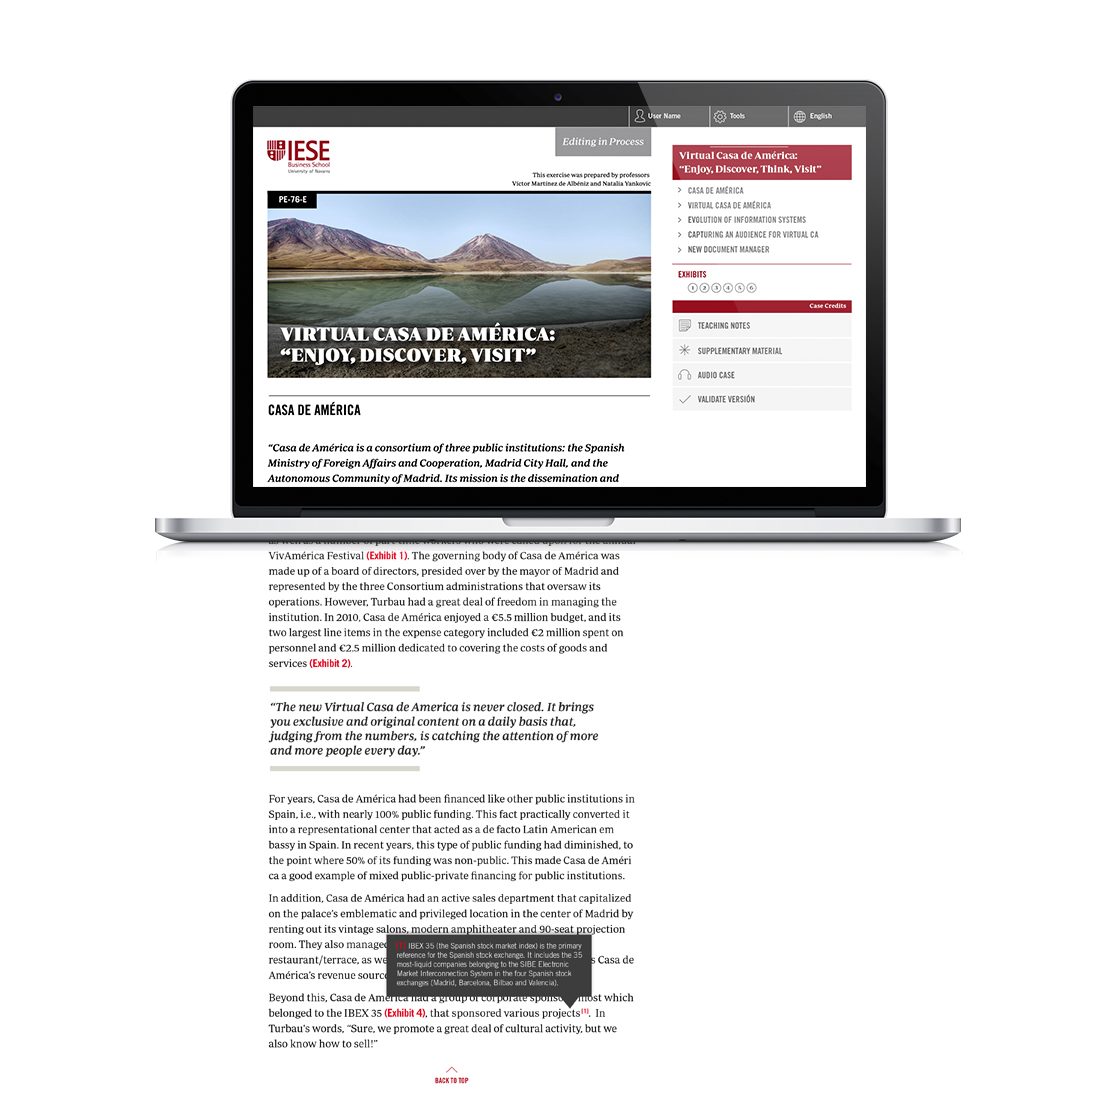 User Name
Tools
English
IESE
Business School
University of Navarra
Editing in Process
This exercise was prepared by professors
Víctor Martínez de Albéniz and Natalia Yankovic
PE-76-E
VIRTUAL CASA DE AMÉRICA:
“ENJOY, DISCOVER, VISIT”
Virtual Casa de América:
“Enjoy, Discover, Think, Visit”
CASA DE AMÉRICA
VIRTUAL CASA DE AMÉRICA
EVOLUTION OF INFORMATION SYSTEMS
CAPTURING AN AUDIENCE FOR VIRTUAL CA
NEW DOCUMENT MANAGER
EXHIBITS
1 2 3 4 5 6
Case Credits
TEACHING NOTES
SUPPLEMENTARY MATERIAL
AUDIO CASE
VALIDATE VERSIÓN
CASA DE AMÉRICA
“Casa de América is a consortium of three public institutions: the Spanish
Ministry of Foreign Affairs and Cooperation, Madrid City Hall, and the
Autonomous Community of Madrid. Its mission is the dissemination and
as well as a number of part-time workers who were called upon for the annual
VivAmérica Festival (Exhibit 1). The governing body of Casa de América was
made up of a board of directors, presided over by the mayor of Madrid and
represented by the three Consortium administrations that oversaw its
operations. However, Turbau had a great deal of freedom in managing the
institution. In 2010, Casa de América enjoyed a €5.5 million budget, and its
two largest line items in the expense category included €2 million spent on
personnel and €2.5 million dedicated to covering the costs of goods and
services (Exhibit 2).
“The new Virtual Casa de America is never closed. It brings
you exclusive and original content on a daily basis that,
judging from the numbers, is catching the attention of more
and more people every day.”
For years, Casa de América had been financed like other public institutions in
Spain, i.e., with nearly 100% public funding. This fact practically converted it
into a representational center that acted as a de facto Latin American em
bassy in Spain. In recent years, this type of public funding had diminished, to
the point where 50% of its funding was non-public. This made Casa de Améri
ca a good example of mixed public-private financing for public institutions.
In addition, Casa de América had an active sales department that capitalized
on the palace’s emblematic and privileged location in the center of Madrid by
renting out its vintage salons, modern amphitheater and 90-seat projection
room. They also managed
restaurant/terrace, as we
s Casa de
América’s revenue sourc
[1] IBEX 35 (the Spanish stock market index) is the primary
reference for the Spanish stock exchange. It includes the 35
most-liquid companies belonging to the SIBE Electronic
Market Interconnection System in the four Spanish stock
exchanges (Madrid, Barcelona, Bilbao and Valencia).
Beyond this, Casa de América had a group of corporate sponso most which
belonged to the IBEX 35 (Exhibit 4), that sponsored various projects[1]. In
Turbau’s words, “Sure, we promote a great deal of cultural activity, but we
also know how to sell!”
BACK TO TOP